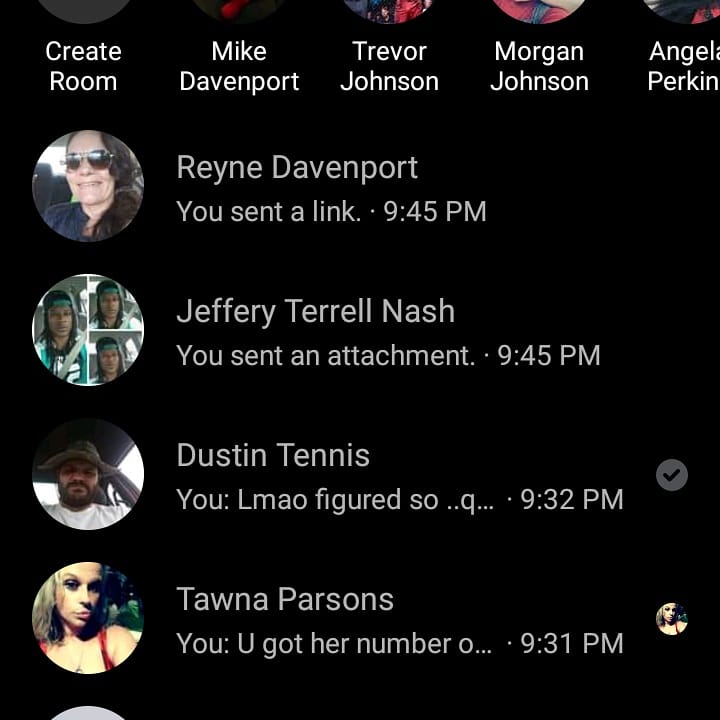 Create Mike Trevor Morgan Angela
Room Davenport Johnson Johnson Perkin
Reyne Davenport
You sent a link. · 9:45 PM
Jeffery Terrell Nash
You sent an attachment. · 9:45 PM
Dustin Tennis
You: Lmao figured so ..q... · 9:32 PM
Tawna Parsons
You: U got her number o... · 9:31 PM